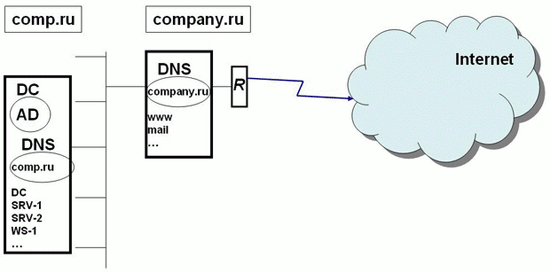 comp.ru
company.ru
DC
AD
DNS
comp.ru
DC
SRV-1
SRV-2
WS-1
...
DNS
company.ru
www
mail
...
R
Internet